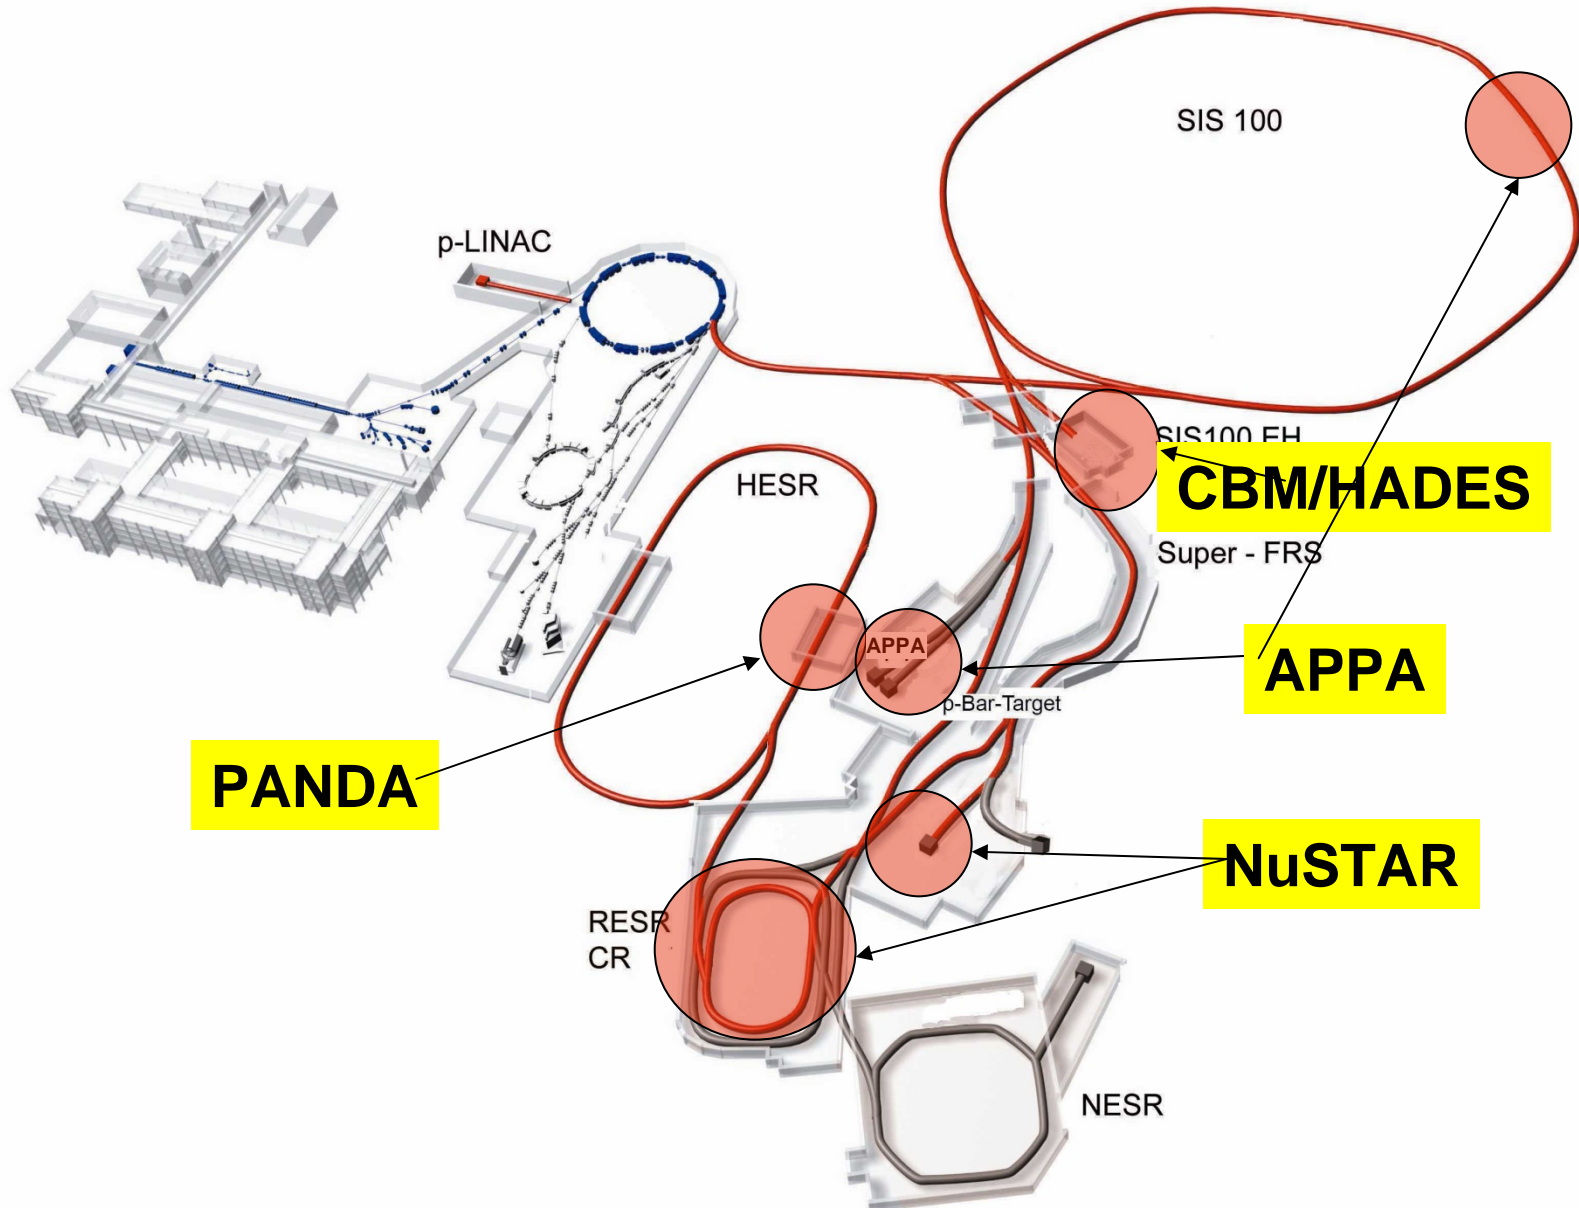 SIS 100
p-LINAC
SIS100 EH
CBM/HADES
HESR
Super - FRS
APPA
APPA
p-Bar-Target
PANDA
NuSTAR
RESR
CR
NESR